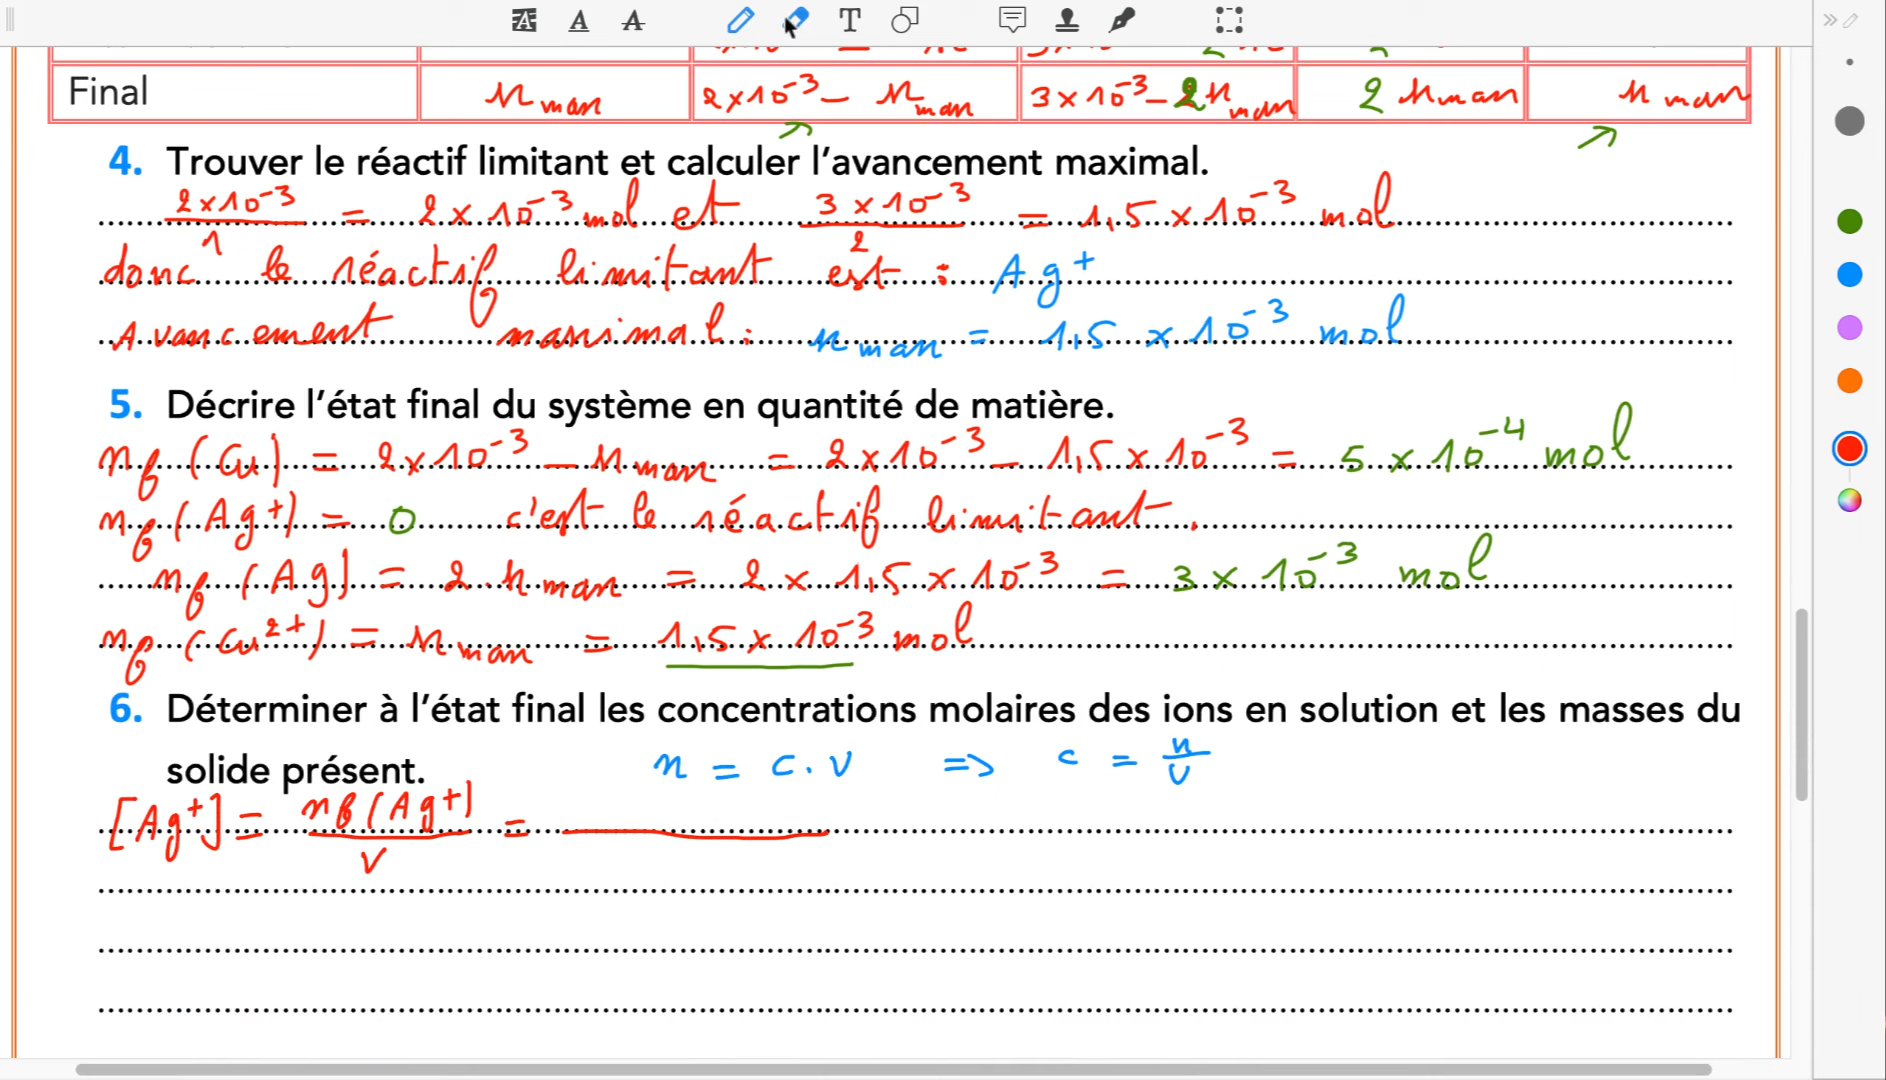 Final x max 2×10⁻³ – x max 3×10⁻³ – 2 x max 2 x max x max
4. Trouver le réactif limitant et calculer l'avancement maximal.
2×10⁻³/1 = 2×10⁻³ mol et 3×10⁻³/2 = 1,5×10⁻³ mol
donc le réactif limitant est : Ag⁺
Avancement maximal : x max = 1,5 × 10⁻³ mol
5. Décrire l'état final du système en quantité de matière.
nf (Cu) = 2×10⁻³ – x max = 2×10⁻³ – 1,5×10⁻³ = 5 × 10⁻⁴ mol
nf (Ag⁺) = 0 c'est le réactif limitant.
nf (Ag) = 2. x max = 2 × 1,5 × 10⁻³ = 3 × 10⁻³ mol
nf (Cu²⁺) = x max = 1,5 × 10⁻³ mol
6. Déterminer à l'état final les concentrations molaires des ions en solution et les masses du
solide présent. n = c . v => c = n/v
[Ag⁺] = nf(Ag⁺)/v =